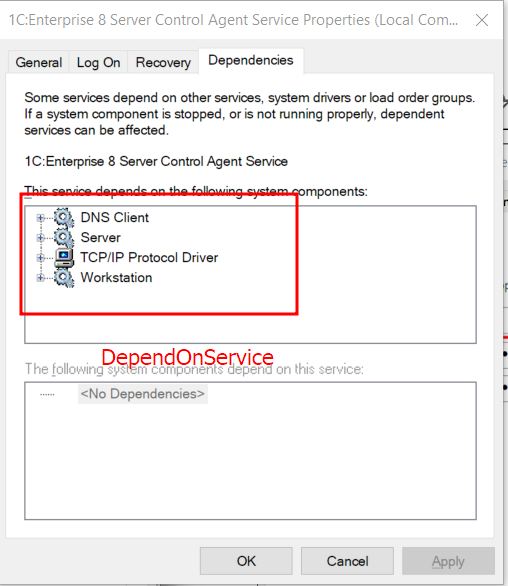 1C:Enterprise 8 Server Control Agent Service Properties (Local Com...
General Log On Recovery Dependencies
Some services depend on other services, system drivers or load order groups.
If a system component is stopped, or is not running properly, dependent
services can be affected.
1C:Enterprise 8 Server Control Agent Service
This service depends on the following system components:
DNS Client
Server
TCP/IP Protocol Driver
Workstation
DependOnService
The following system components depend on this service:
<No Dependencies>
OK Cancel Apply